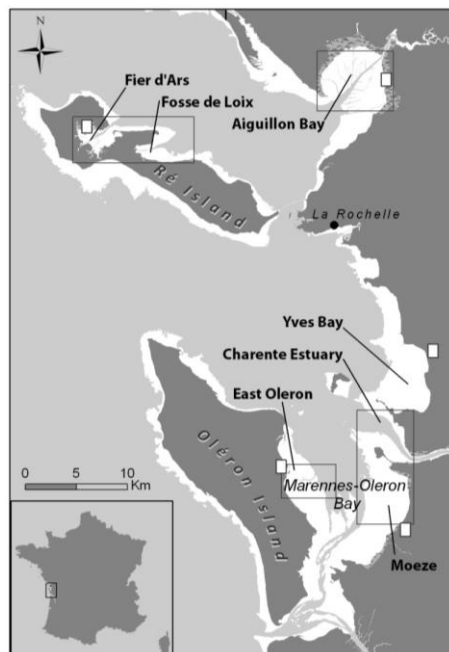 N
Fier d'Ars
Fosse de Loix
Aiguillon Bay
Ré Island
La Rochelle
Yves Bay
Charente Estuary
East Oleron
Oléron Island
Marennes-Oleron
Bay
0 5 10
Km
Moeze